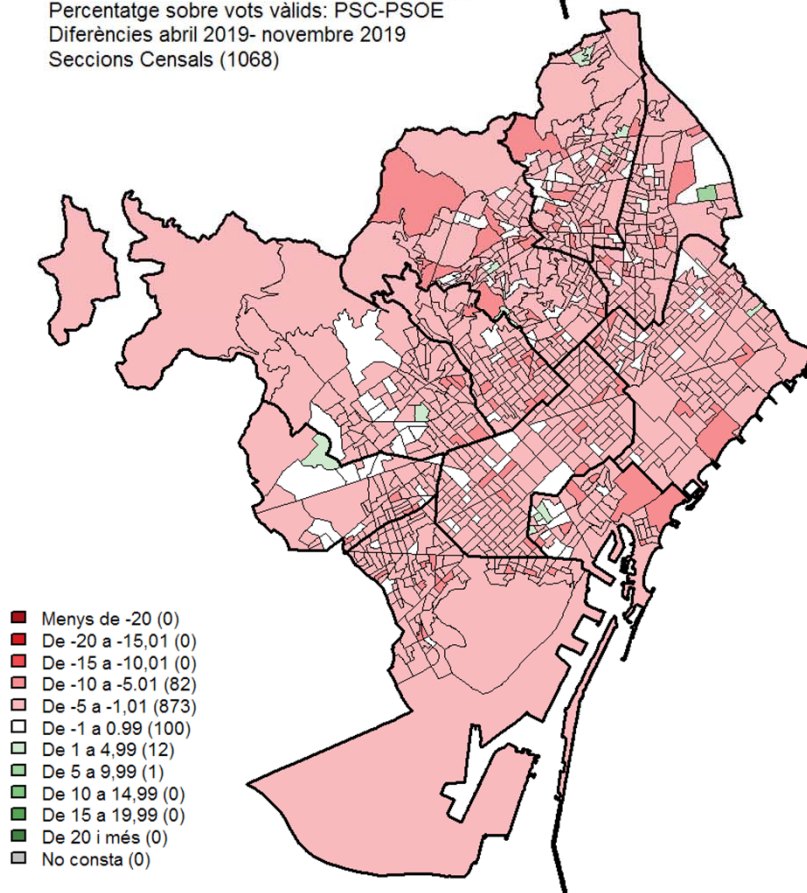 Percentatge sobre vots vàlids: PSC-PSOE
Diferències abril 2019- novembre 2019
Seccions Censals (1068)
Menys de -20 (0)
De -20 a -15,01 (0)
De -15 a -10,01 (0)
De -10 a -5.01 (82)
De -5 a -1,01 (873)
De -1 a 0.99 (100)
De 1 a 4,99 (12)
De 5 a 9,99 (1)
De 10 a 14,99 (0)
De 15 a 19,99 (0)
De 20 i més (0)
No consta (0)